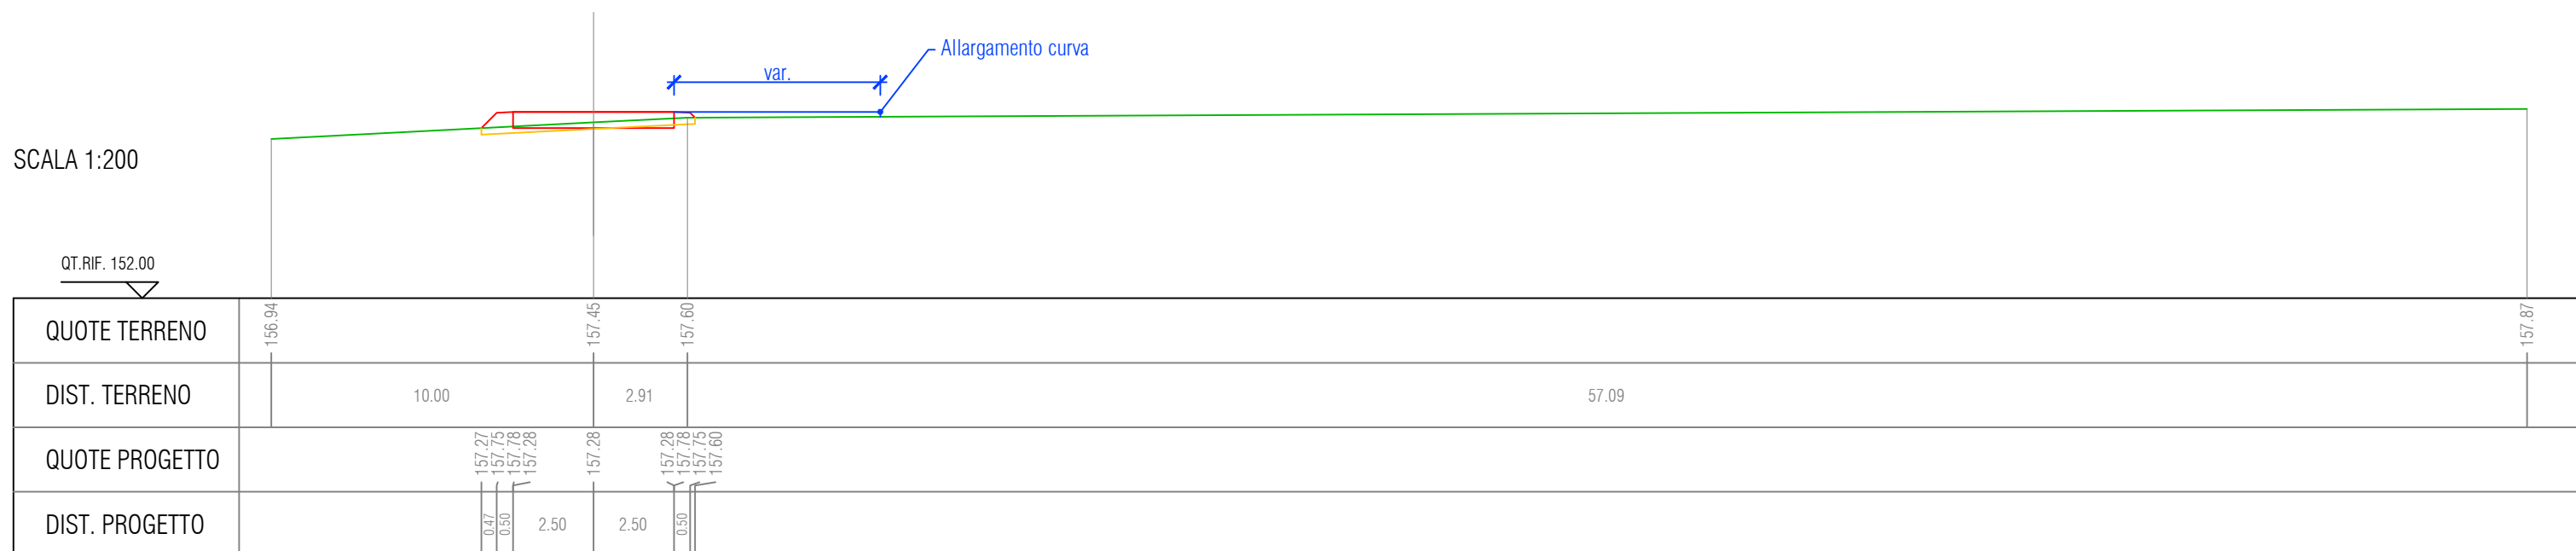 Allargamento curva
var.
SCALA 1:200
QT.RIF. 152.00
QUOTE TERRENO 156.94 157.45 157.60 157.87
DIST. TERRENO 10.00 2.91 57.09
QUOTE PROGETTO 157.27 157.75 157.78 157.28 157.28 157.28 157.78 157.75 157.60
DIST. PROGETTO 0.47 0.50 2.50 2.50 0.50